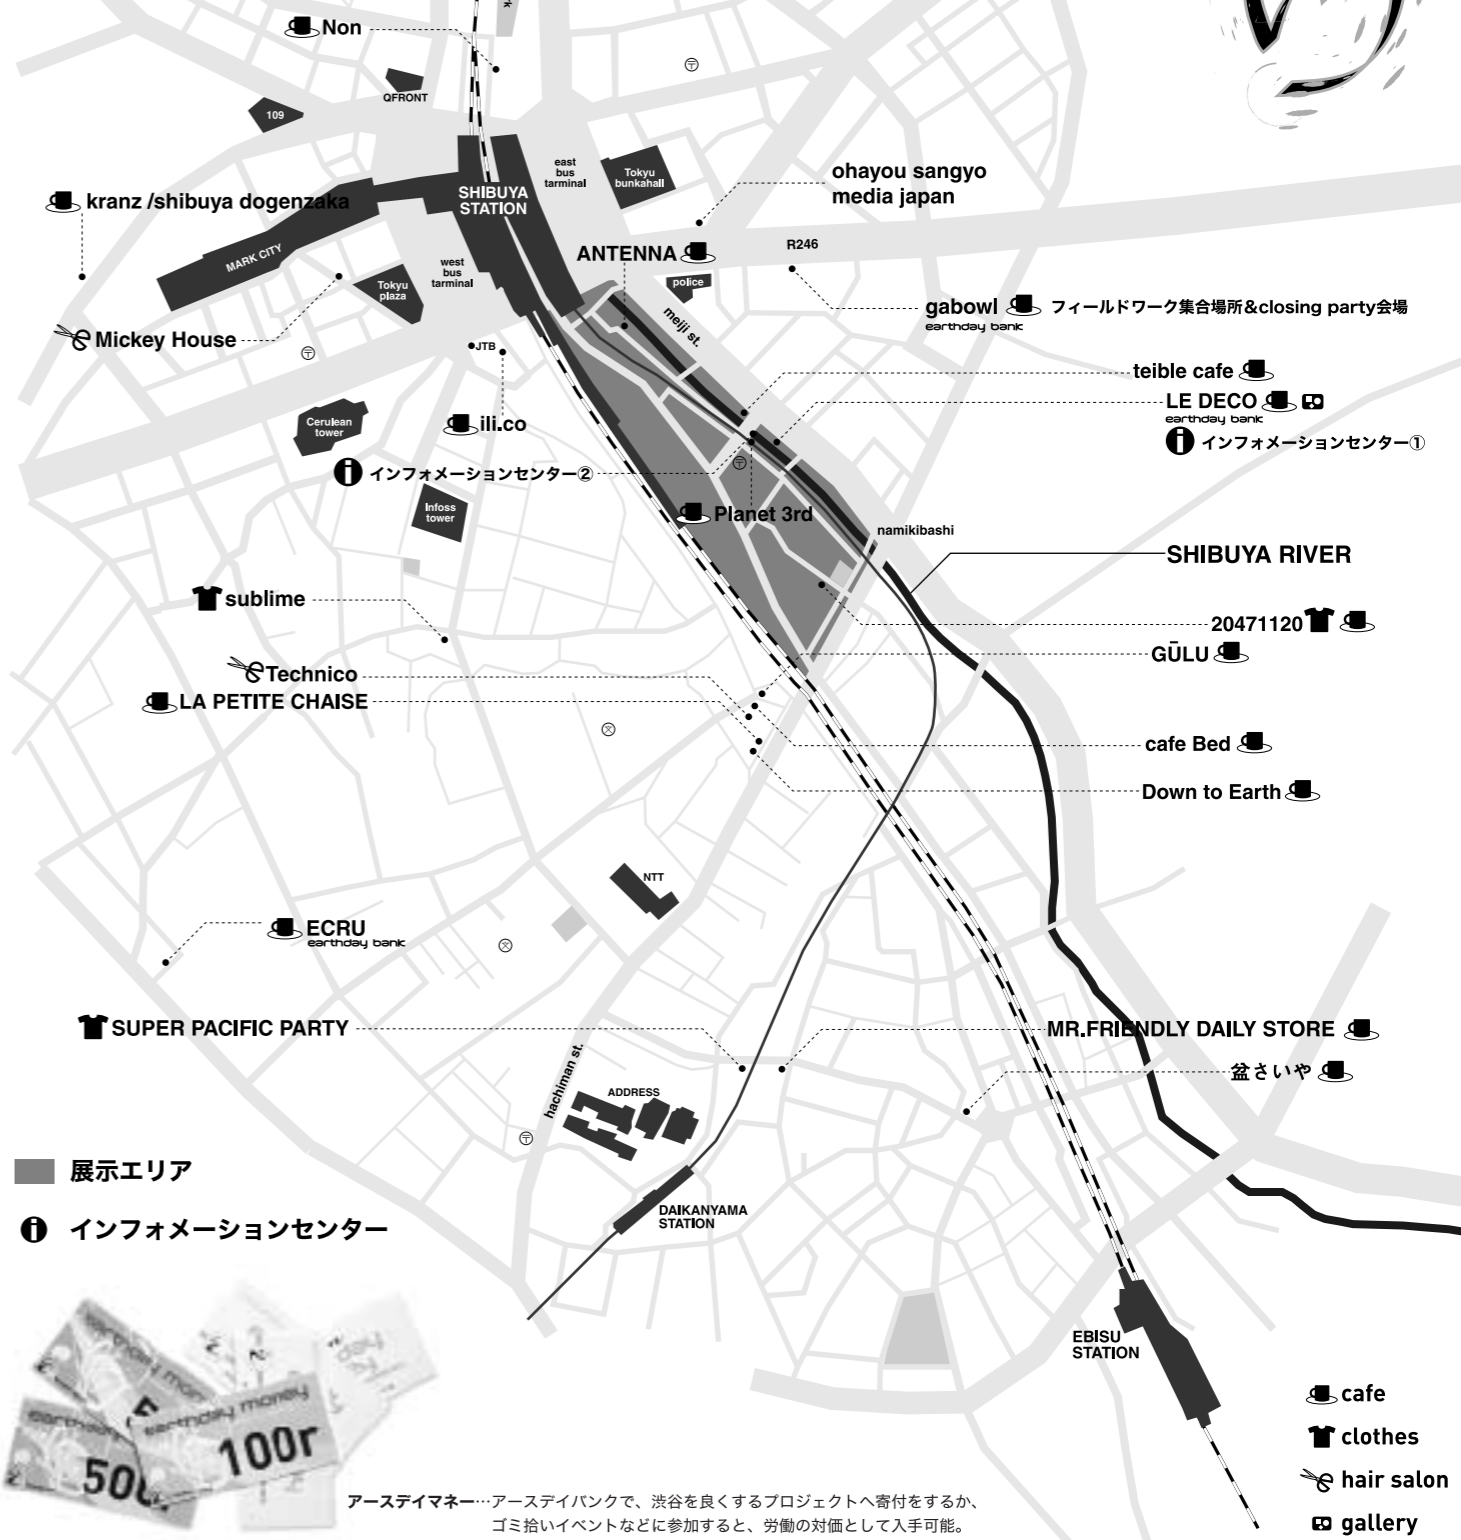 Non
QFRONT
109
east
bus
tarminal
Tokyu
bunkahall
ohayou sangyo
media japan
kranz /shibuya dogenzaka
SHIBUYA
STATION
ANTENNA
R246
MARK CITY
west
bus
tarminal
Tokyu
plaza
police
gabowl フィールドワーク集合場所&closing party会場
earthday bank
meiji st.
Mickey House
JTB
teible cafe
LE DECO
earthday bank
インフォメーションセンター①
Cerulean
tower
ili.co
インフォメーションセンター②
Infoss
tower
Planet 3rd
namikibashi
SHIBUYA RIVER
sublime
20471120
GŪLU
Technico
LA PETITE CHAISE
cafe Bed
Down to Earth
NTT
ECRU
earthday bank
SUPER PACIFIC PARTY
MR.FRIENDLY DAILY STORE
盆さいや
hachiman st.
ADDRESS
展示エリア
DAIKANYAMA
STATION
インフォメーションセンター
EBISU
STATION
earthday money
earthday money
100r
500
cafe
clothes
hair salon
gallery
アースデイマネー…アースデイバンクで、渋谷を良くするプロジェクトへ寄付をするか、
ゴミ拾いイベントなどに参加すると、労働の対価として入手可能。